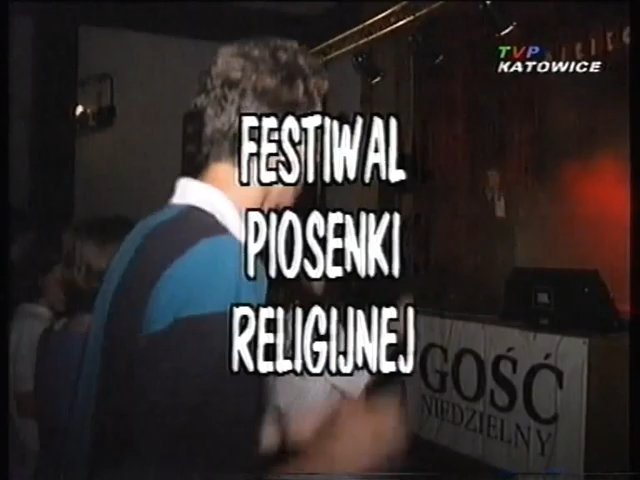 TVP
KATOWICE
FESTIWAL
PIOSENKI
RELIGIJNEJ
GOŚĆ
NIEDZIELNY